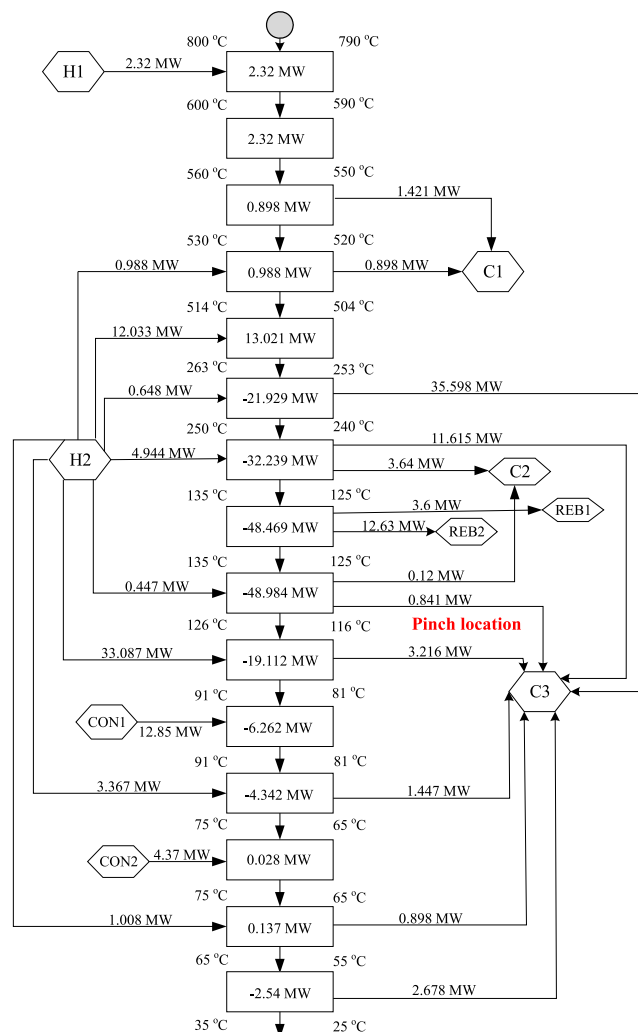 800 °C 790 °C
H1 2.32 MW 2.32 MW
600 °C 590 °C
2.32 MW
560 °C 550 °C
0.898 MW 1.421 MW
530 °C 520 °C
0.988 MW 0.988 MW 0.898 MW C1
514 °C 504 °C
12.033 MW 13.021 MW
263 °C 253 °C
0.648 MW -21.929 MW 35.598 MW
250 °C 240 °C
11.615 MW
H2 4.944 MW -32.239 MW 3.64 MW C2
135 °C 125 °C
3.6 MW REB1
-48.469 MW 12.63 MW REB2
135 °C 125 °C
0.447 MW -48.984 MW 0.12 MW
0.841 MW
126 °C 116 °C Pinch location
33.087 MW -19.112 MW 3.216 MW
91 °C 81 °C C3
CON1 12.85 MW -6.262 MW
91 °C 81 °C
3.367 MW -4.342 MW 1.447 MW
75 °C 65 °C
CON2 4.37 MW 0.028 MW
75 °C 65 °C
1.008 MW 0.137 MW 0.898 MW
65 °C 55 °C
-2.54 MW 2.678 MW
35 °C 25 °C